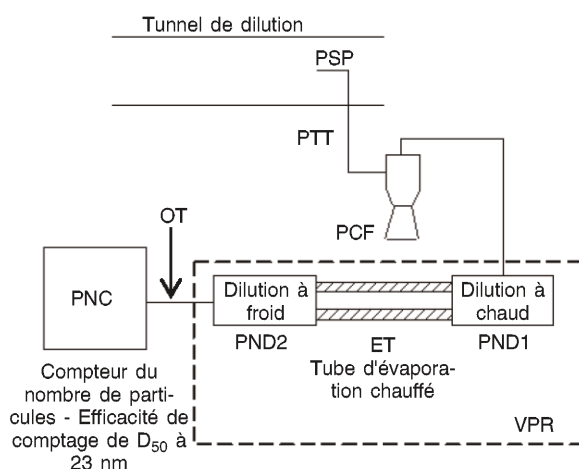 Tunnel de dilution
PSP
PTT
PCF
OT
PNC
Dilution à
froid
Dilution à
chaud
PND2
ET
PND1
Tube d'évapora-
tion chauffé
Compteur du
nombre de parti-
cules - Efficacité de
comptage de D50 à
23 nm
VPR